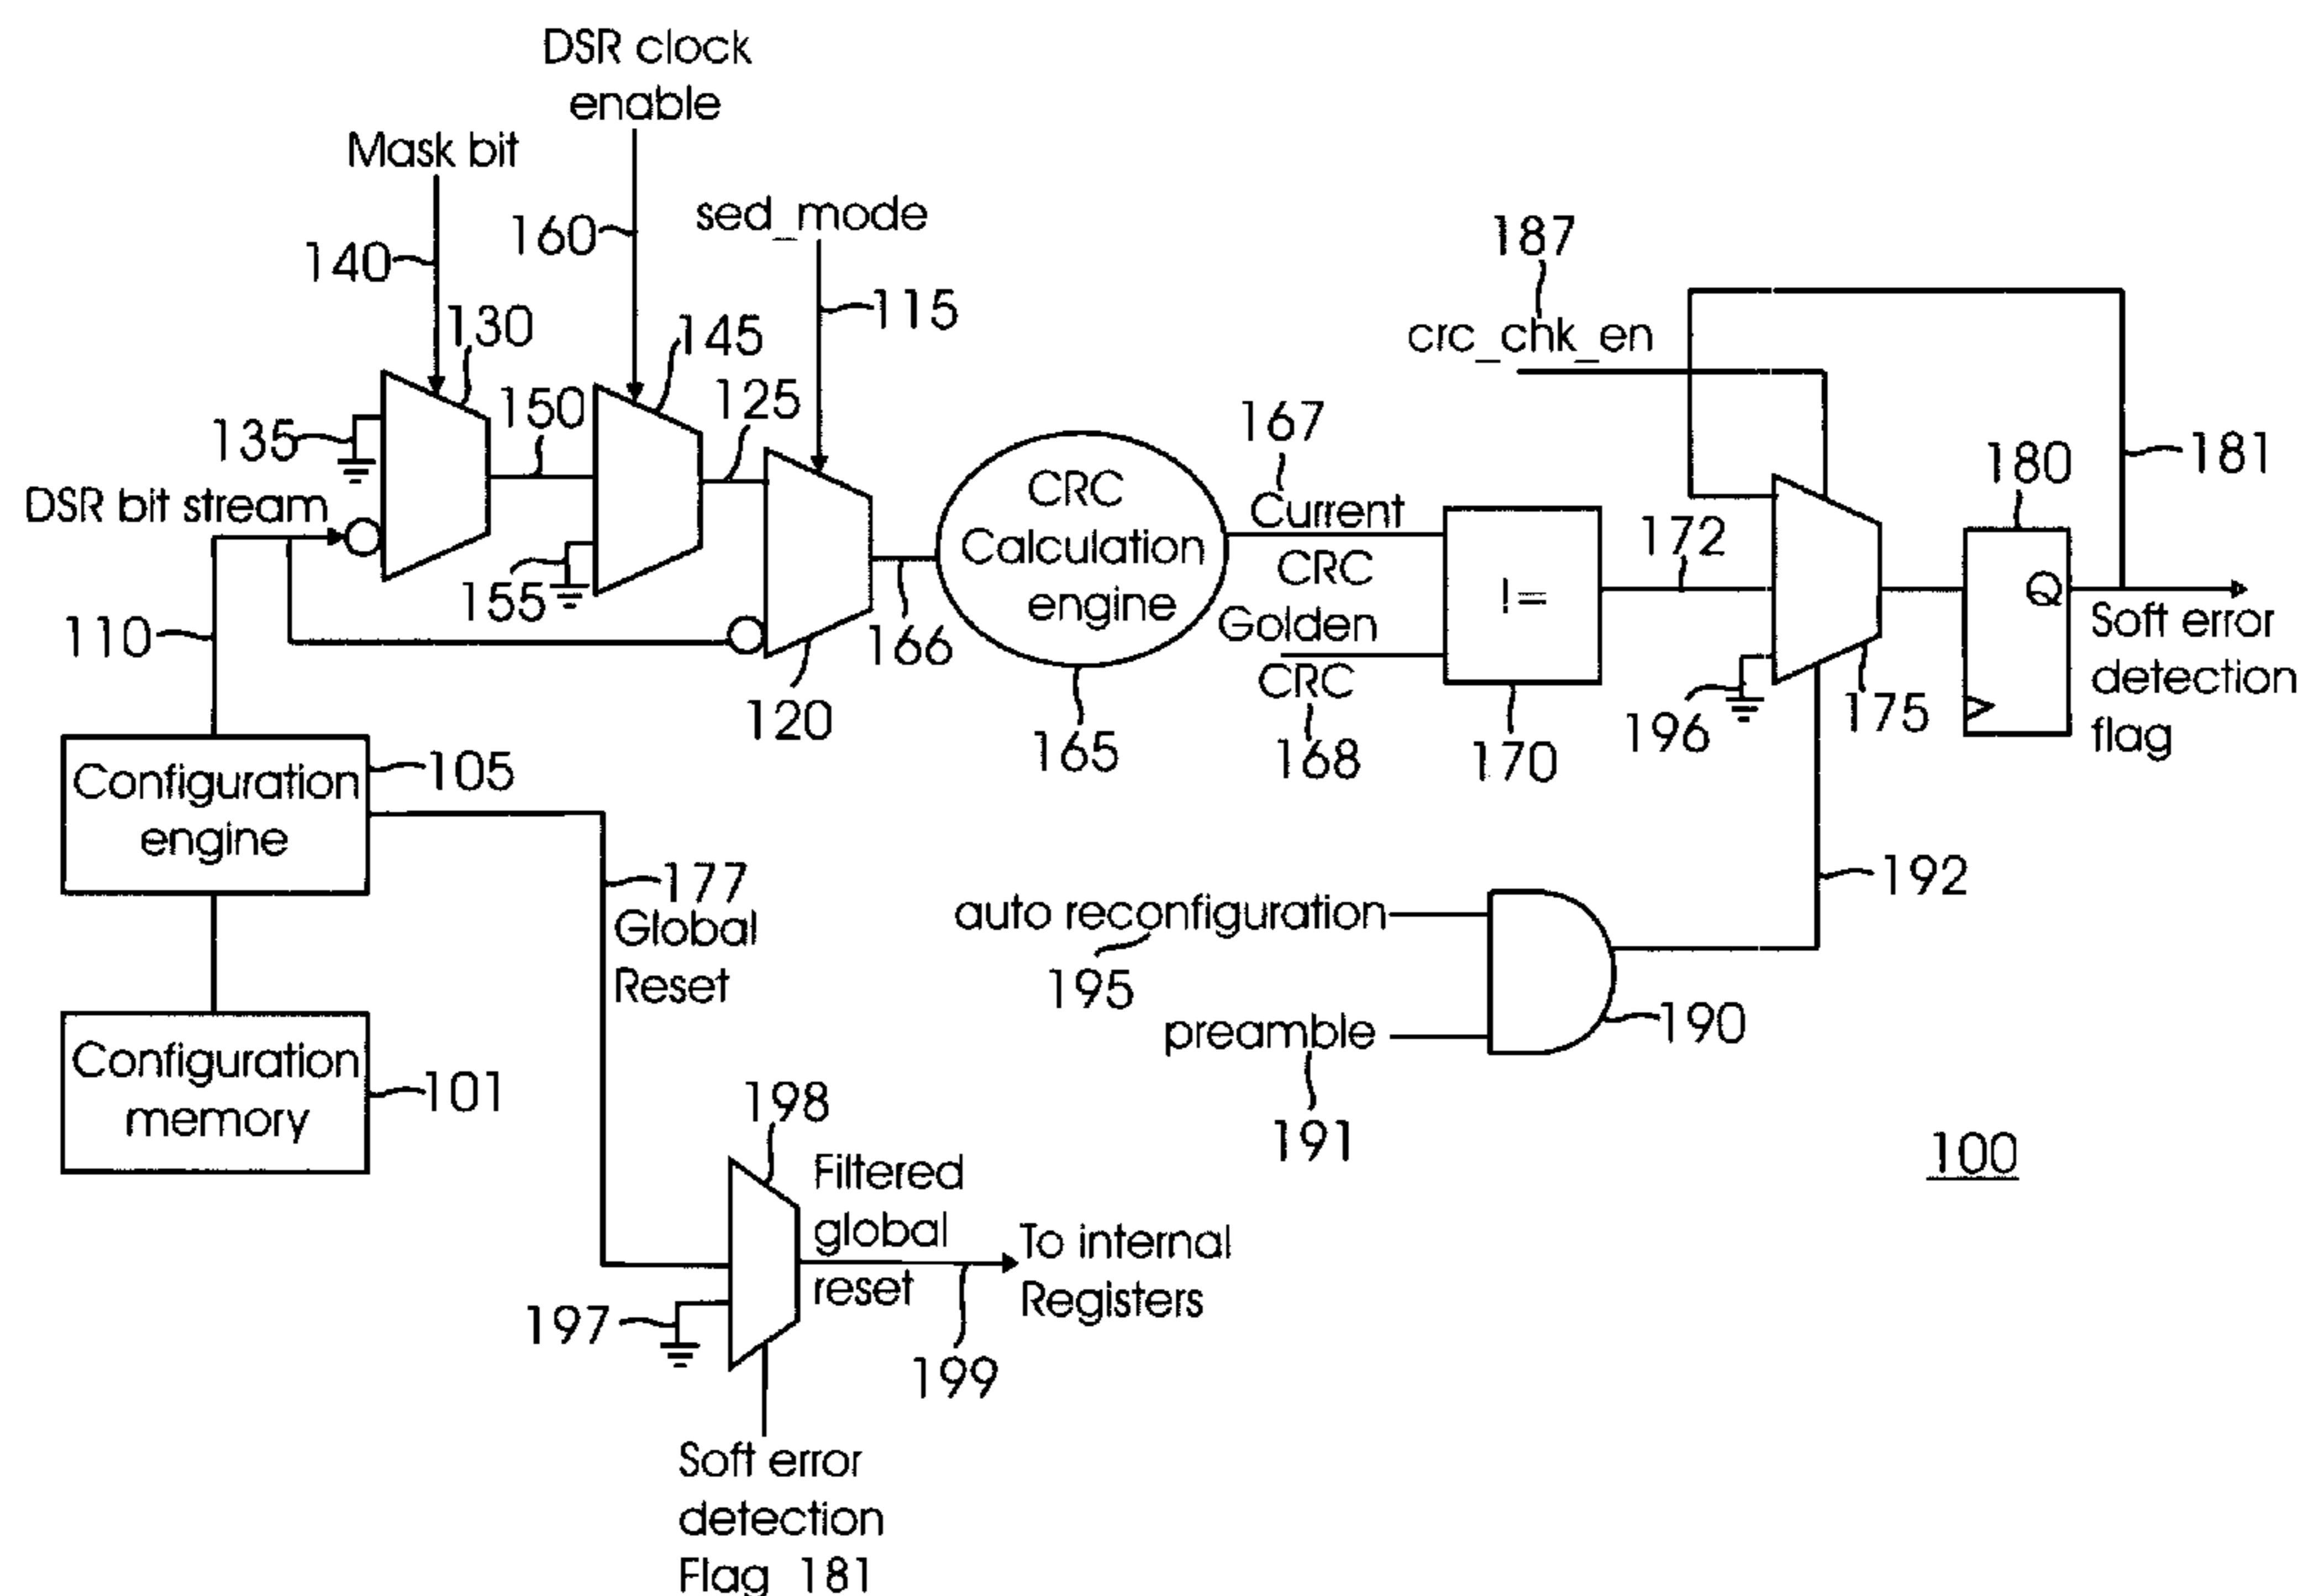 DSR clock
enable
Mask bit
sed_mode
160
140
187
115
130
145
crc_chk_en
150
125
135
167
181
180
DSR bit stream
CRC
Calculation
engine
Current
CRC
172
!=
Q
155
Golden
CRC
110
166
Soft error
detection
flag
120
165
168
170
196
175
Configuration
engine
105
177
Global
Reset
192
auto reconfiguration
195
Configuration
memory
101
preamble
190
191
198
Filtered
global
reset
To internal
Registers
100
197
199
Soft error
detection
Flag 181